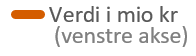 Verdi i mio kr
(venstre akse)